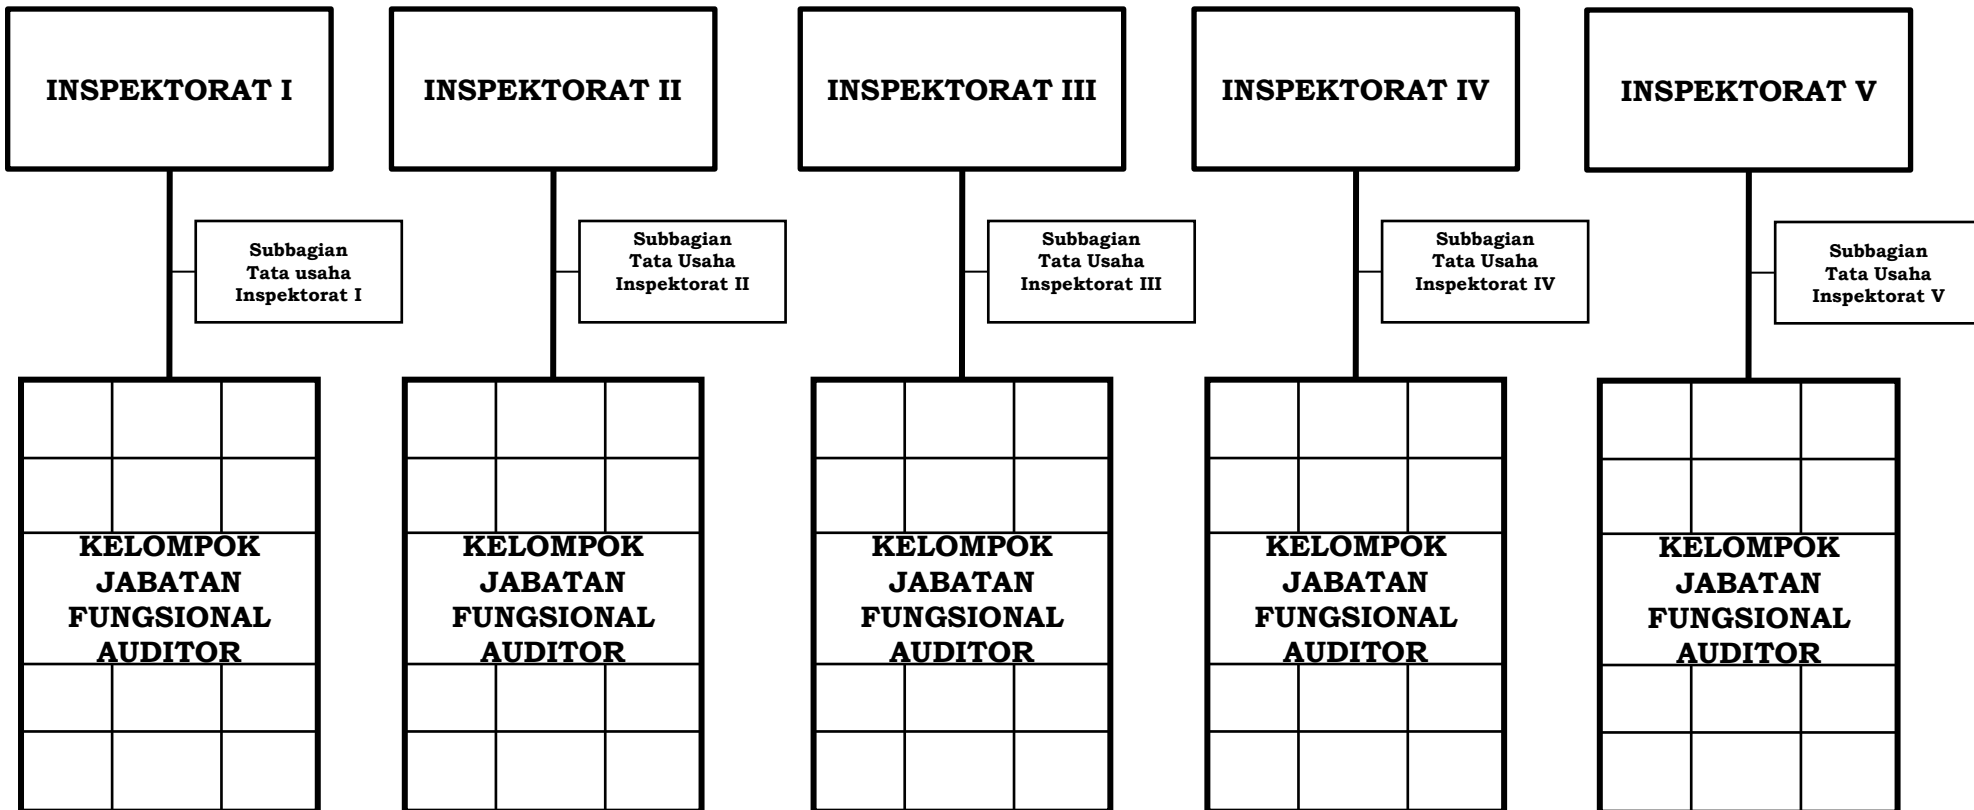 INSPEKTORAT I
INSPEKTORAT II
INSPEKTORAT III
INSPEKTORAT IV
INSPEKTORAT V
Subbagian
Tata usaha
Inspektorat I
Subbagian
Tata Usaha
Inspektorat II
Subbagian
Tata Usaha
Inspektorat III
Subbagian
Tata Usaha
Inspektorat IV
Subbagian
Tata Usaha
Inspektorat V
KELOMPOK
JABATAN
FUNGSIONAL
AUDITOR
KELOMPOK
JABATAN
FUNGSIONAL
AUDITOR
KELOMPOK
JABATAN
FUNGSIONAL
AUDITOR
KELOMPOK
JABATAN
FUNGSIONAL
AUDITOR
KELOMPOK
JABATAN
FUNGSIONAL
AUDITOR